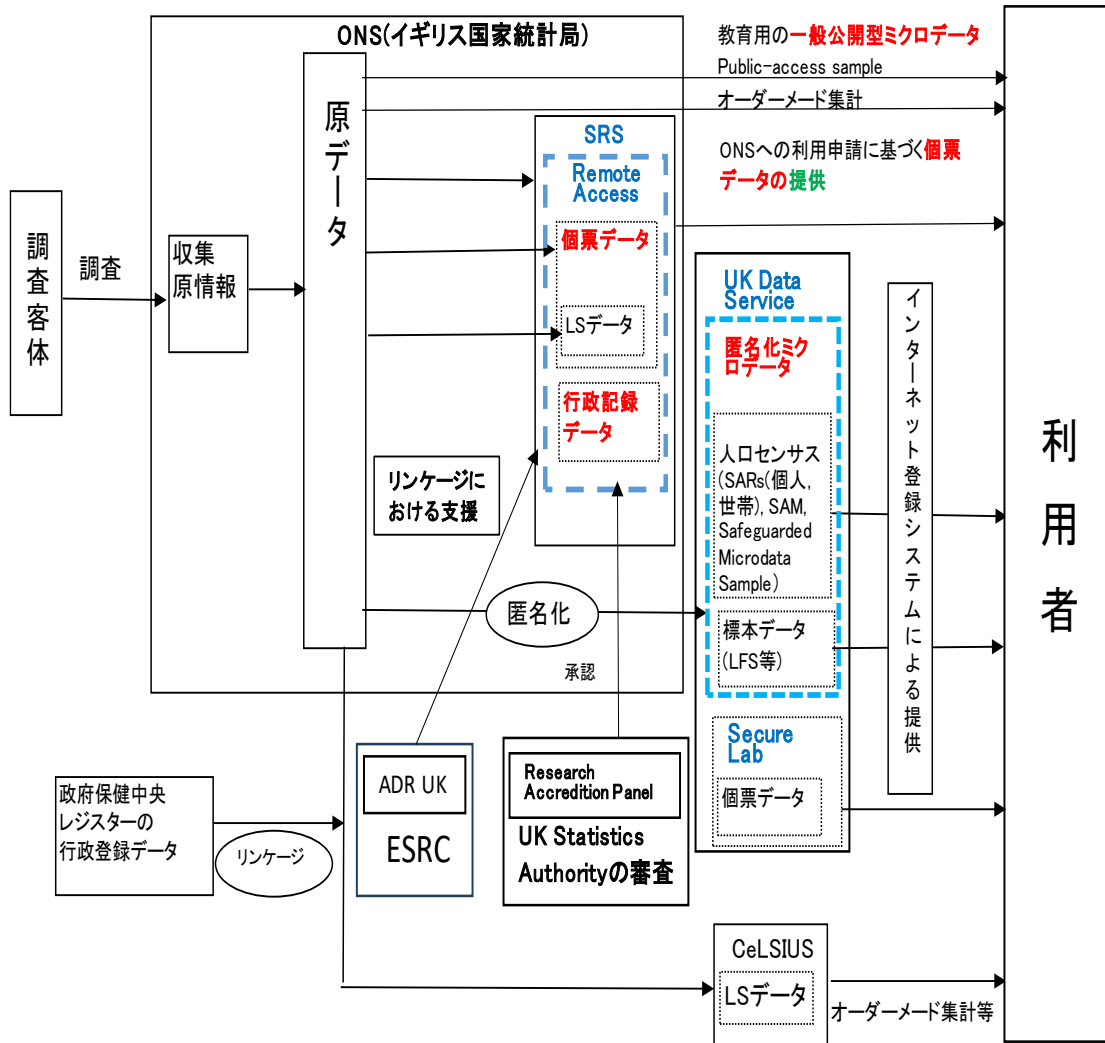 ONS(イギリス国家統計局)
教育用の一般公開型ミクロデータ
Public-access sample
オーダーメード集計
ONSへの利用申請に基づく個票
データの提供
調査客体
調査
収集
原情報
原データ
SRS
Remote
Access
個票データ
LSデータ
行政記録
データ
リンケージに
おける支援
匿名化
承認
UK Data
Service
匿名化ミク
ロデータ
人口センサス
(SARs(個人,
世帯), SAM,
Safeguarded
Microdata
Sample)
標本データ
(LFS等)
Secure
Lab
個票データ
インターネット登録システムによる提供
利用者
政府保健中央
レジスターの
行政登録データ
リンケージ
ADR UK
ESRC
Research
Accredition Panel
UK Statistics
Authorityの審査
CeLSIUS
LSデータ
オーダーメード集計等